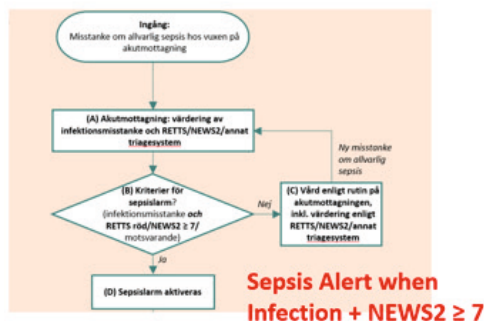 Ingång:
Misstanke om allvarlig sepsis hos vuxen på
akutmottagning
(A) Akutmottagning: värdering av
infektionsmisstanke och RETTS/NEWS2/annat
triagesystem
Ny misstanke
om allvarlig
sepsis
(B) Kriterier för
sepsislarm?
(infektionsmisstanke och
RETTS röd/NEWS2 ≥ 7/
motsvarande)
Nej
(C) Vård enligt rutin på
akutmottagningen,
inkl. värdering enligt
RETTS/NEWS2/annat
triagesystem
Ja
(D) Sepsislarm aktiveras
Sepsis Alert when
Infection + NEWS2 ≥ 7